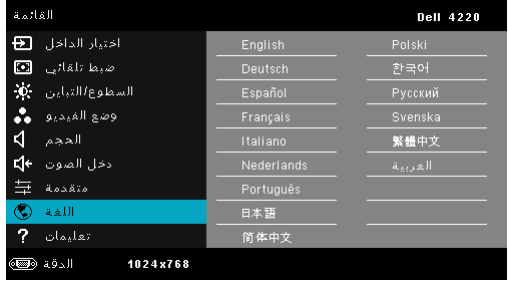 القائمة
Dell 4220
اختيار الداخل
ضبط تلقائي
السطوع/التباين
وضع الفيديو
الحجم
دخل الصوت
متقدمة
اللغة
تعليمات
English
Deutsch
Español
Français
Italiano
Nederlands
Português
日本語
简体中文
Polski
한국어
Русский
Svenska
繁體中文
العربية
الدقة 1024x768